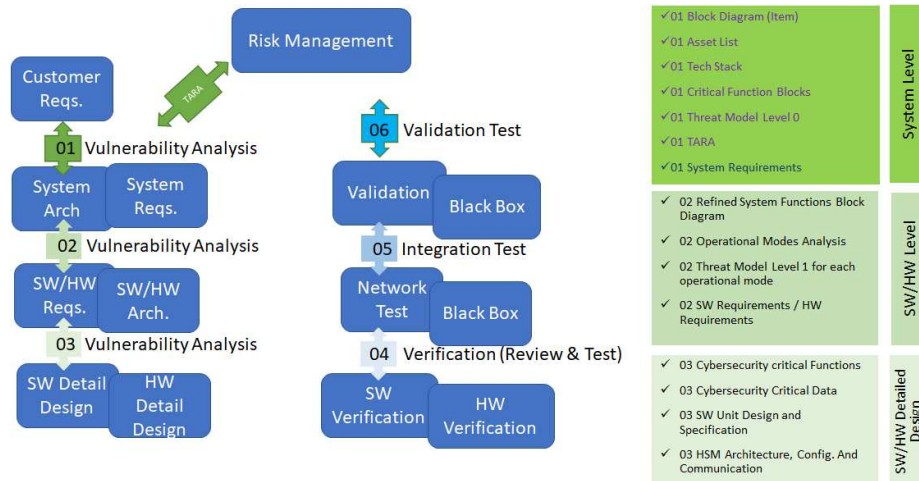 Risk Management
Customer
Reqs.
TARA
01 Vulnerability Analysis
System
Arch
System
Reqs.
02 Vulnerability Analysis
SW/HW
Reqs.
SW/HW
Arch.
03 Vulnerability Analysis
SW Detail
Design
HW
Detail
Design
06 Validation Test
Validation
Black Box
05 Integration Test
Network
Test
Black Box
04 Verification (Review & Test)
SW
Verification
HW
Verification
✓01 Block Diagram (Item)
✓01 Asset List
✓01 Tech Stack
✓01 Critical Function Blocks
✓01 Threat Model Level 0
✓01 TARA
✓01 System Requirements
System Level
✓ 02 Refined System Functions Block
Diagram
✓ 02 Operational Modes Analysis
✓ 02 Threat Model Level 1 for each
operational mode
✓ 02 SW Requirements / HW
Requirements
SW/HW Level
✓ 03 Cybersecurity critical Functions
✓ 03 Cybersecurity Critical Data
✓ 03 SW Unit Design and
Specification
✓ 03 HSM Architecture, Config. And
Communication
SW/HW Detailed
Design